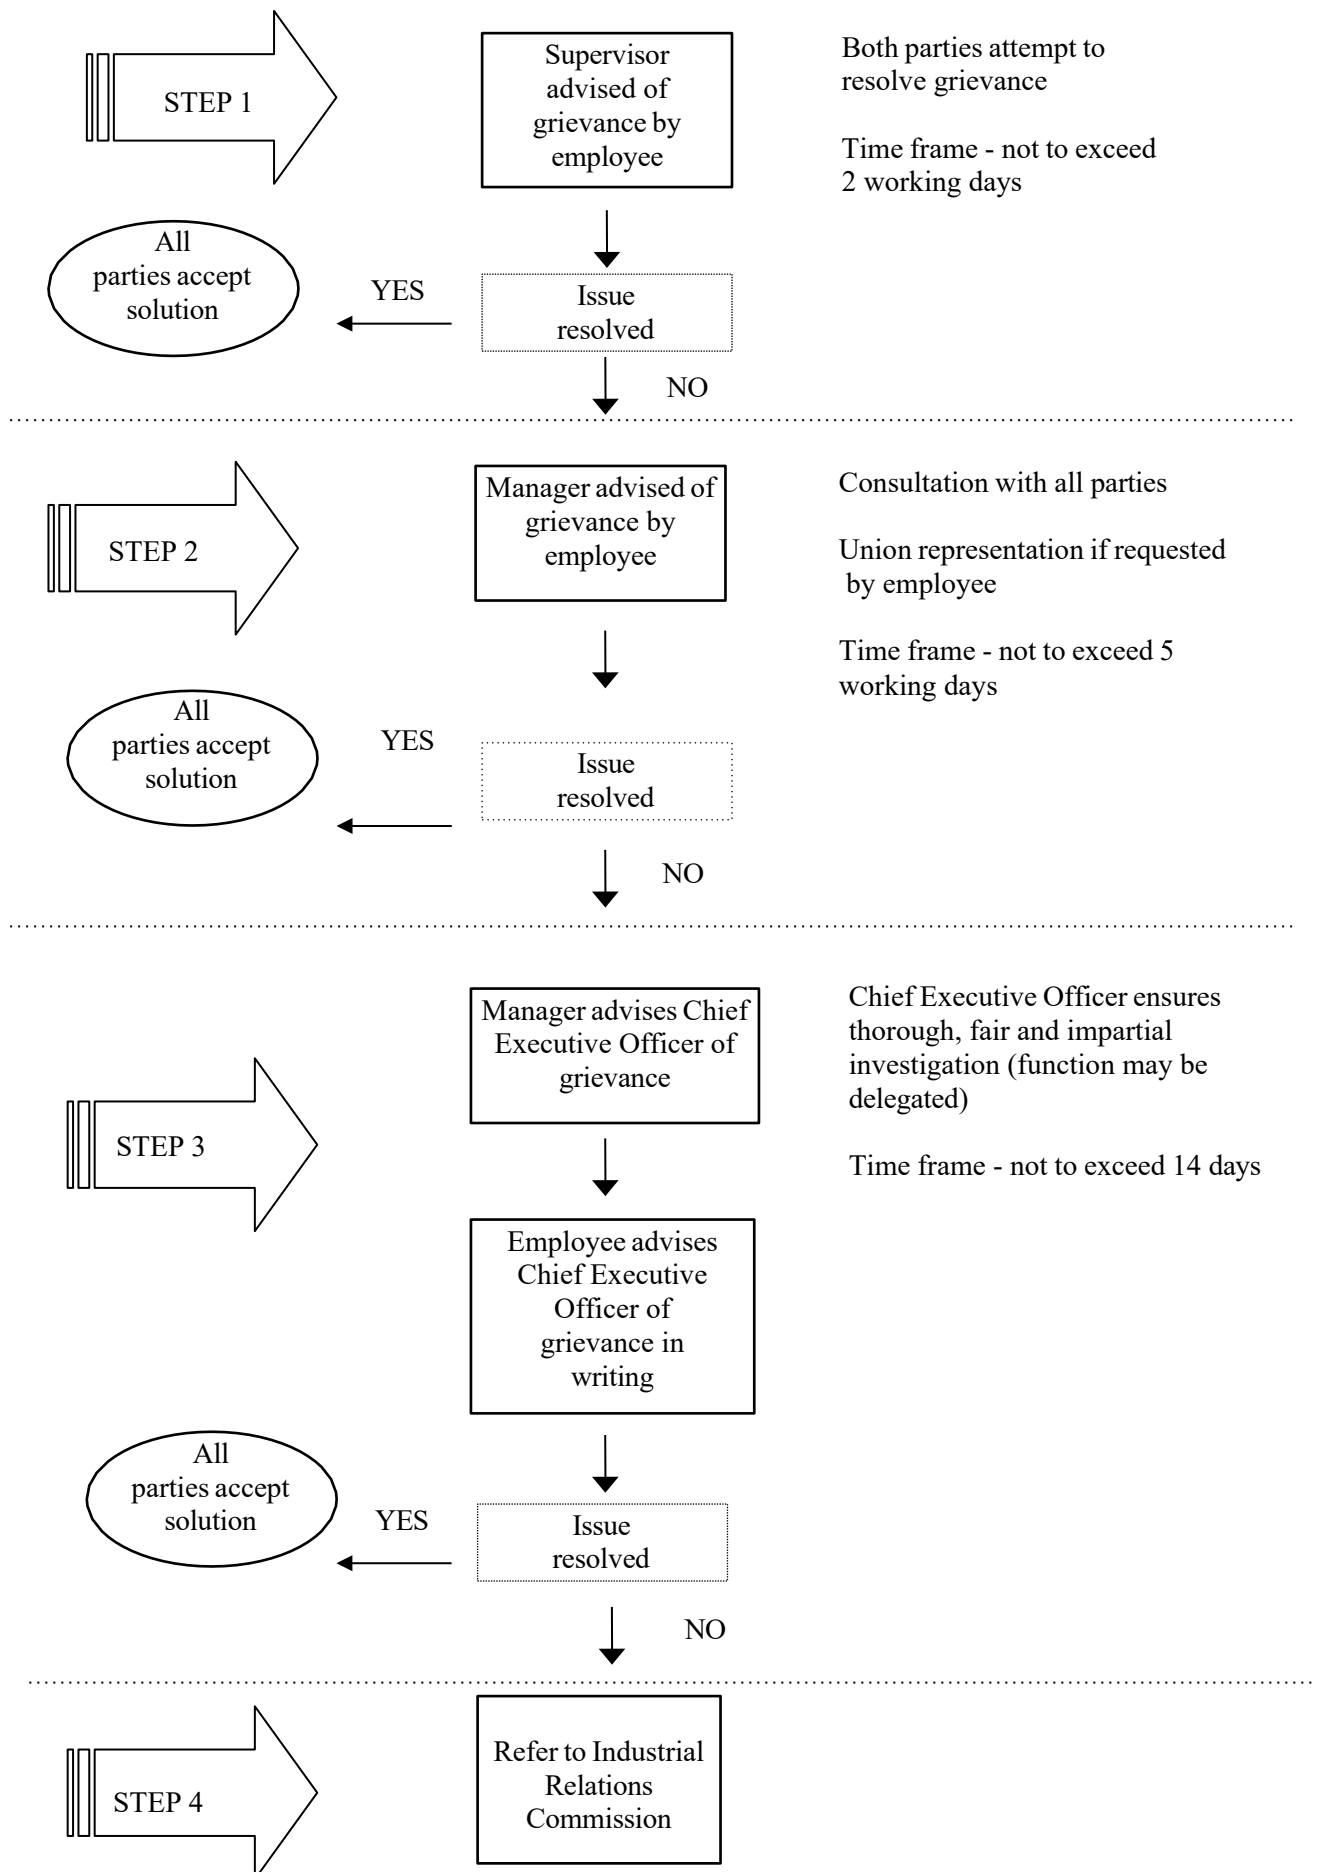 STEP 1
Supervisor
advised of
grievance by
employee
Both parties attempt to
resolve grievance
Time frame - not to exceed
2 working days
All
parties accept
solution
YES
Issue
resolved
NO
STEP 2
Manager advised of
grievance by
employee
Consultation with all parties
Union representation if requested
by employee
Time frame - not to exceed 5
working days
All
parties accept
solution
YES
Issue
resolved
NO
STEP 3
Manager advises Chief
Executive Officer of
grievance
Chief Executive Officer ensures
thorough, fair and impartial
investigation (function may be
delegated)
Time frame - not to exceed 14 days
Employee advises
Chief Executive
Officer of
grievance in
writing
All
parties accept
solution
YES
Issue
resolved
NO
STEP 4
Refer to Industrial
Relations
Commission